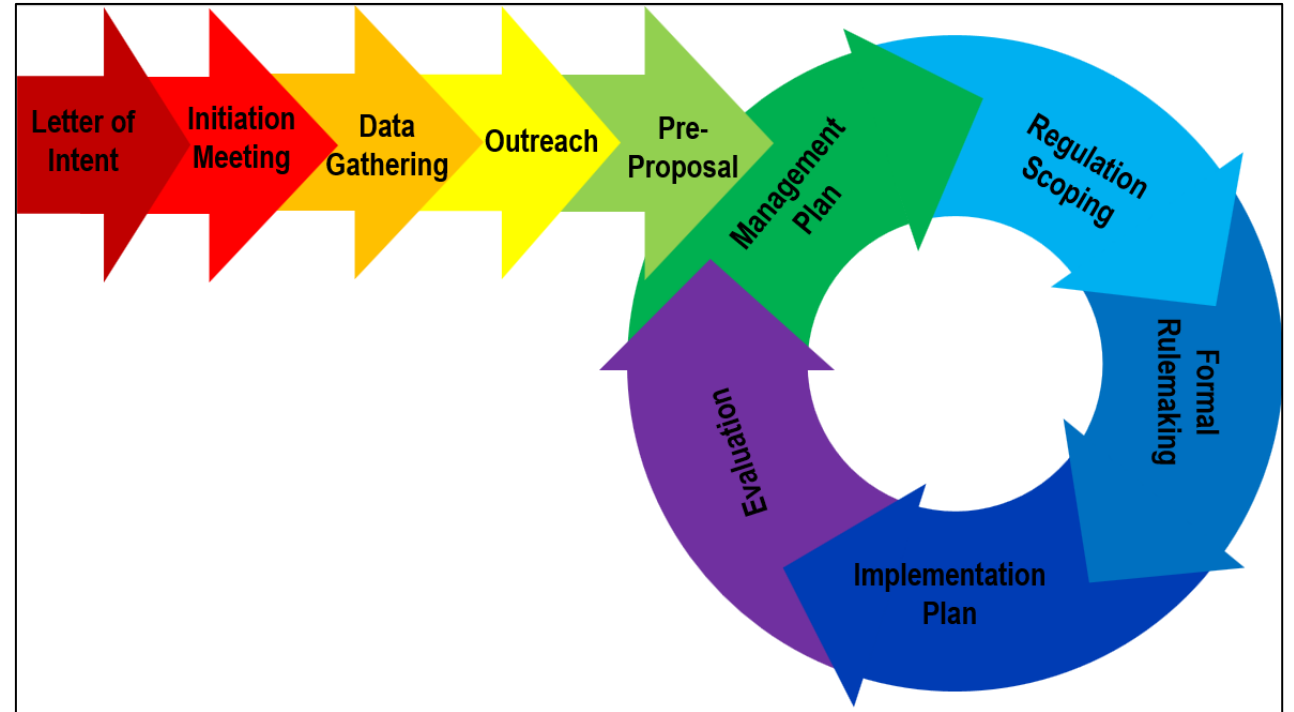 Letter of
Intent
Initiation
Meeting
Data
Gathering
Outreach
Pre-
Proposal
Management
Plan
Regulation
Scoping
Formal
Rulemaking
Implementation
Plan
Evaluation